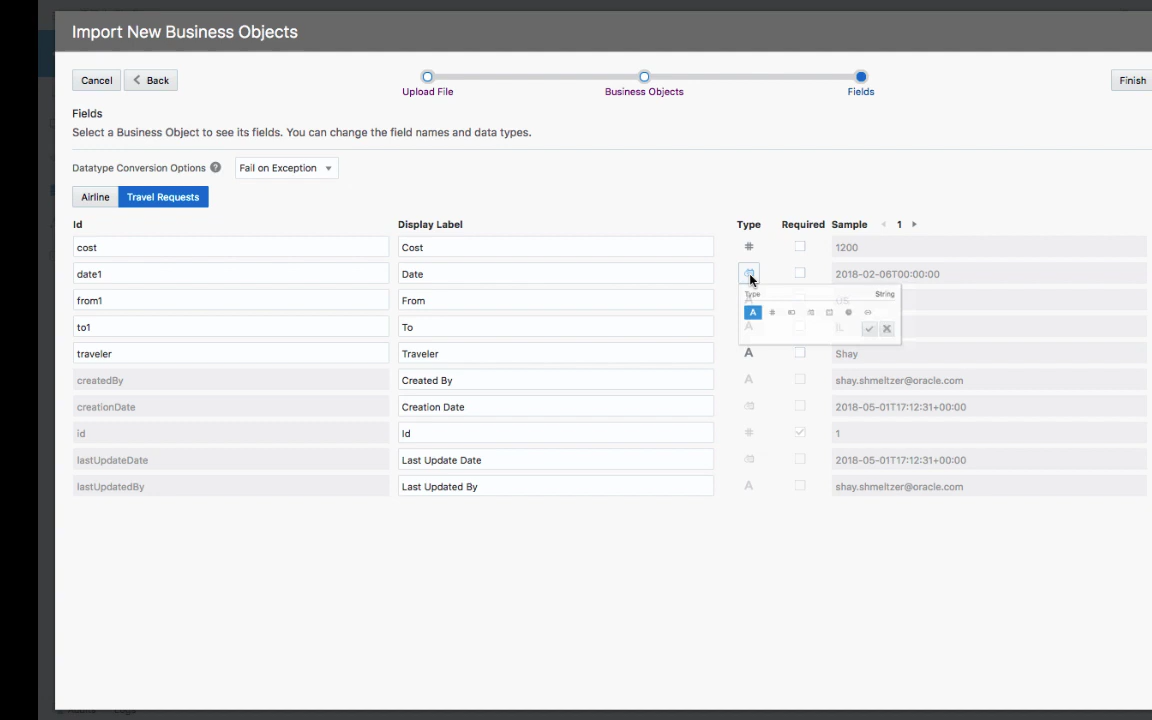 Import New Business Objects
Cancel
Back
Upload File
Business Objects
Fields
Finish
Fields
Select a Business Object to see its fields. You can change the field names and data types.
Datatype Conversion Options ?
Fail on Exception
Airline
Travel Requests
Id Display Label Type Required Sample 1
cost Cost # 1200
date1 Date 2018-02-06T00:00:00
Type String
from1 From
A #
to1 To A
traveler Traveler A Shay
createdBy Created By A shay.shmeltzer@oracle.com
creationDate Creation Date 2018-05-01T17:12:31+00:00
id Id # 1
lastUpdateDate Last Update Date 2018-05-01T17:12:31+00:00
lastUpdatedBy Last Updated By A shay.shmeltzer@oracle.com